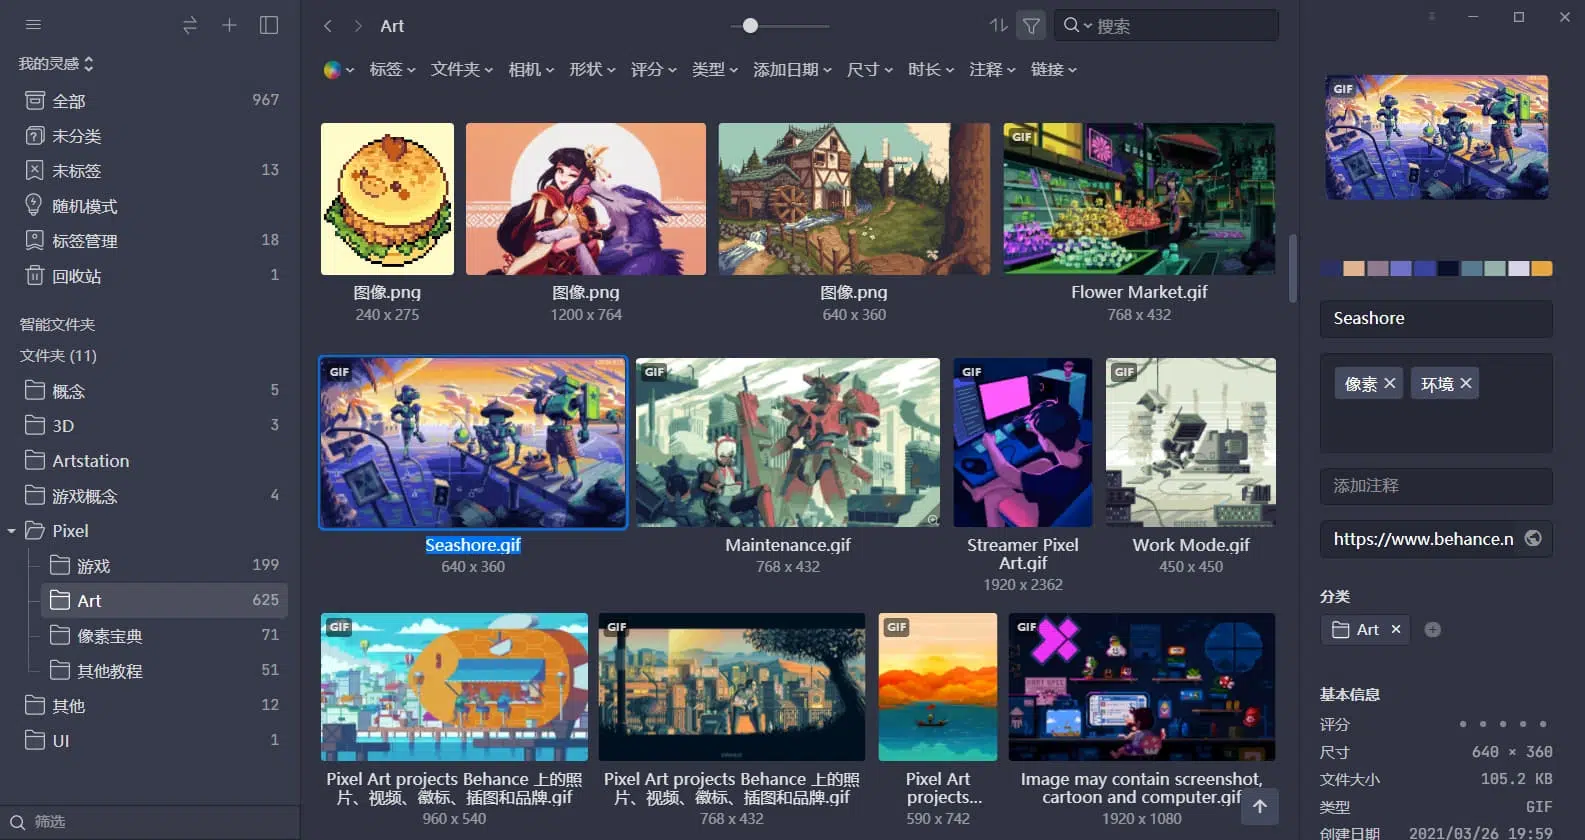 我的灵感
全部 967
未分类
未标签 13
随机模式
标签管理 18
回收站 1
智能文件夹
文件夹 (11)
概念 5
3D 3
Artstation
游戏概念 4
Pixel
游戏 199
Art 625
像素宝典 71
其他教程 51
其他 12
UI 1
筛选
Art
搜索
标签 文件夹 相机 形状 评分 类型 添加日期 尺寸 时长 注释 链接
图像.png
240 x 275
图像.png
1200 x 764
图像.png
640 x 360
GIF
Flower Market.gif
768 x 432
GIF
Seashore.gif
640 x 360
GIF
Maintenance.gif
768 x 432
GIF
Streamer Pixel
Art.gif
1920 x 2362
GIF
Work Mode.gif
450 x 450
GIF
Pixel Art projects Behance 上的照
片、视频、徽标、插图和品牌.gif
960 x 540
GIF
Pixel Art projects Behance 上的照
片、视频、徽标、插图和品牌.gif
768 x 432
GIF
Pixel Art
projects...
590 x 742
GIF
Image may contain screenshot,
cartoon and computer.gif
1920 x 1080
GIF
Seashore
像素 环境
添加注释
https://www.behance.n
分类
Art
基本信息
评分
尺寸 640 × 360
文件大小 105.2 KB
类型 GIF
创建日期 2021/03/26 19:59